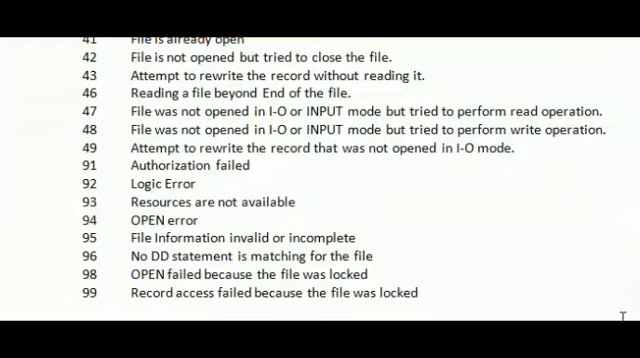 41 File is already open
42 File is not opened but tried to close the file.
43 Attempt to rewrite the record without reading it.
46 Reading a file beyond End of the file.
47 File was not opened in I-O or INPUT mode but tried to perform read operation.
48 File was not opened in I-O or INPUT mode but tried to perform write operation.
49 Attempt to rewrite the record that was not opened in I-O mode.
91 Authorization failed
92 Logic Error
93 Resources are not available
94 OPEN error
95 File Information invalid or incomplete
96 No DD statement is matching for the file
98 OPEN failed because the file was locked
99 Record access failed because the file was locked